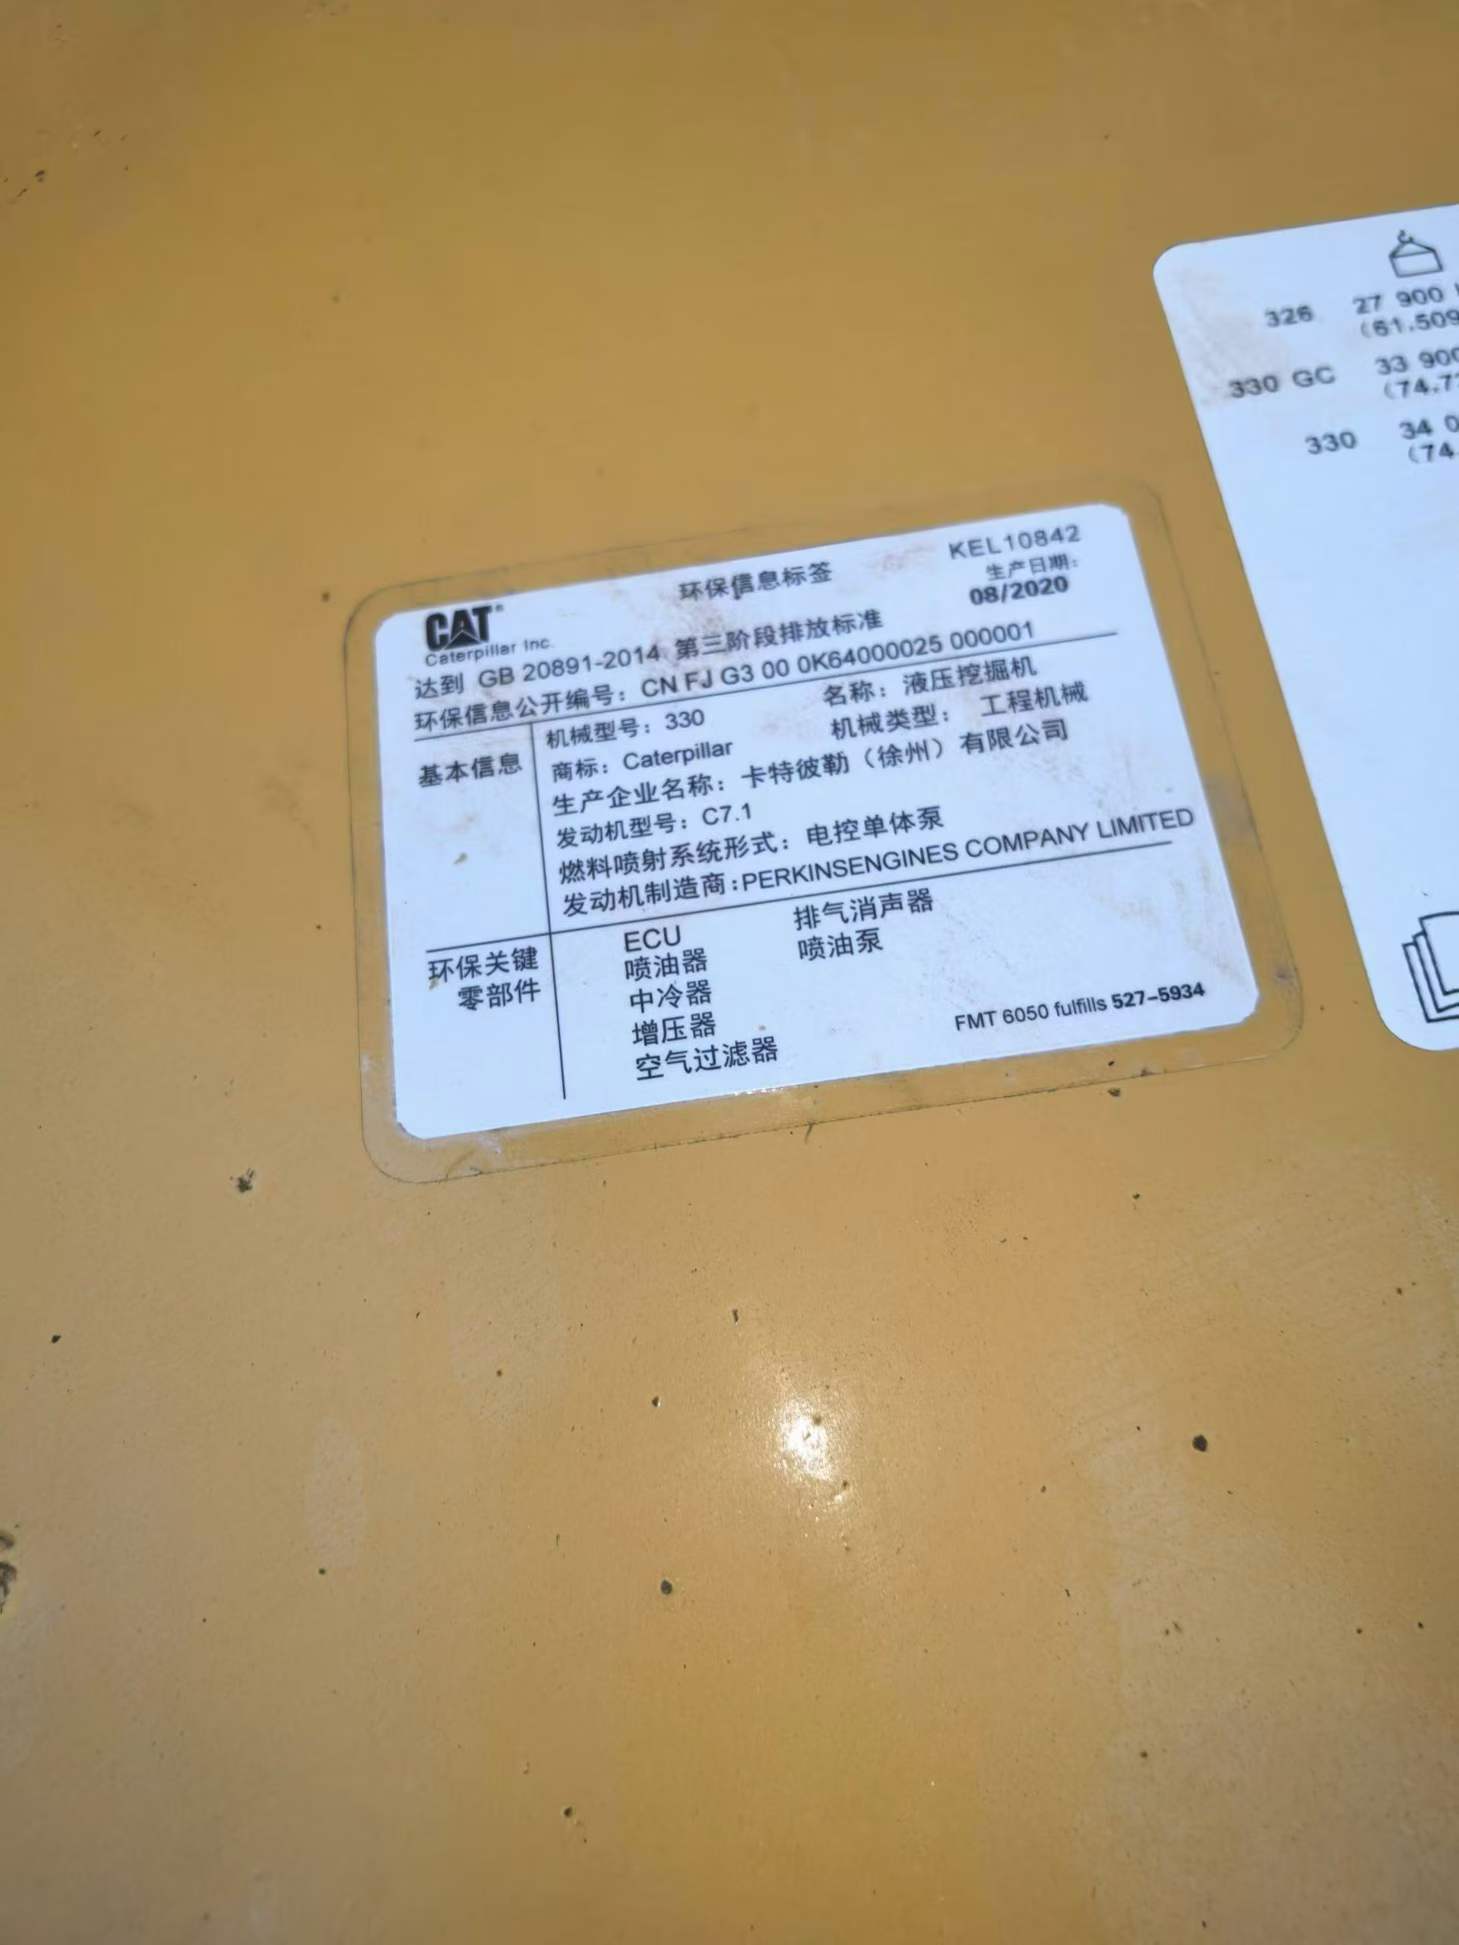 CAT®
Caterpillar Inc.
环保信息标签
KEL10842
生产日期:
08/2020
达到 GB 20891-2014 第三阶段排放标准
环保信息公开编号：CN FJ G3 00 0K64000025 000001
基本信息
机械型号：330 名称：液压挖掘机
商标：Caterpillar 机械类型： 工程机械
生产企业名称：卡特彼勒（徐州）有限公司
发动机型号：C7.1
燃料喷射系统形式：电控单体泵
发动机制造商:PERKINSENGINES COMPANY LIMITED
环保关键
零部件
ECU 排气消声器
喷油器 喷油泵
中冷器
增压器
空气过滤器
FMT 6050 fulfills 527-5934
326 27 900
(61.509
330 GC 33 900
(74.7
330 34 0
(74.